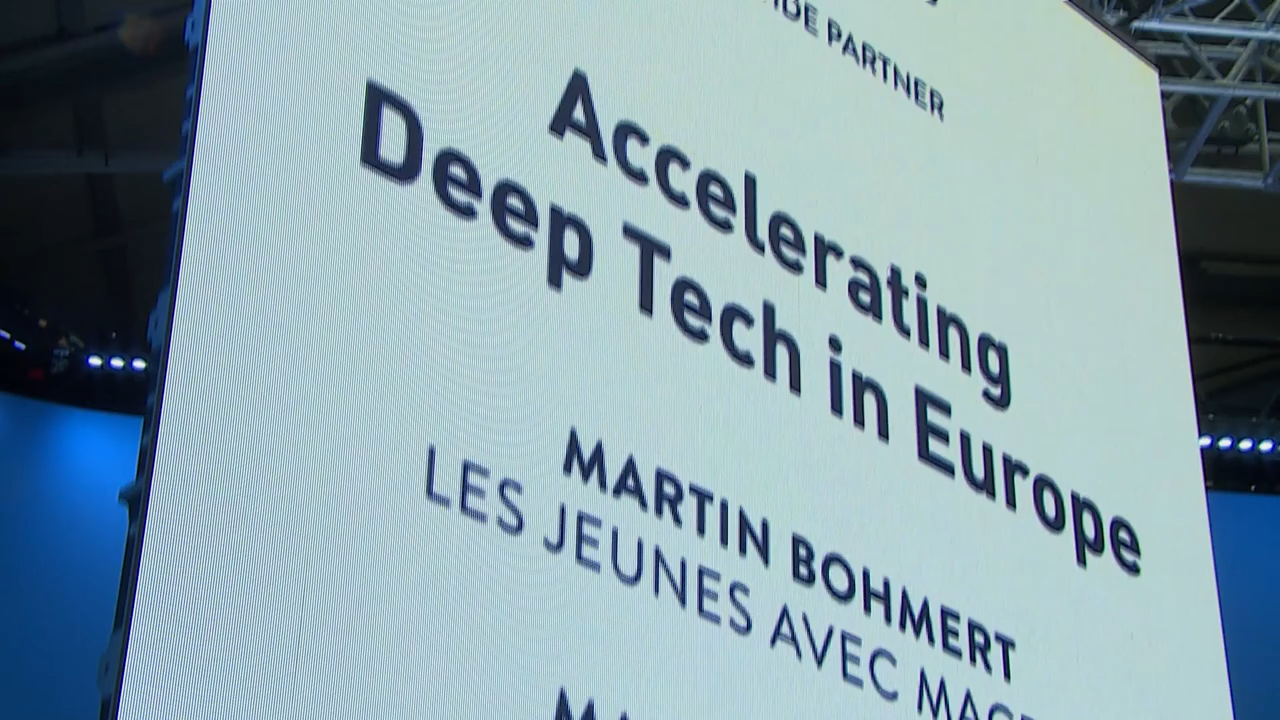 PARTNER
Accelerating
Deep Tech in Europe
MARTIN BOHMERT
LES JEUNES AVEC